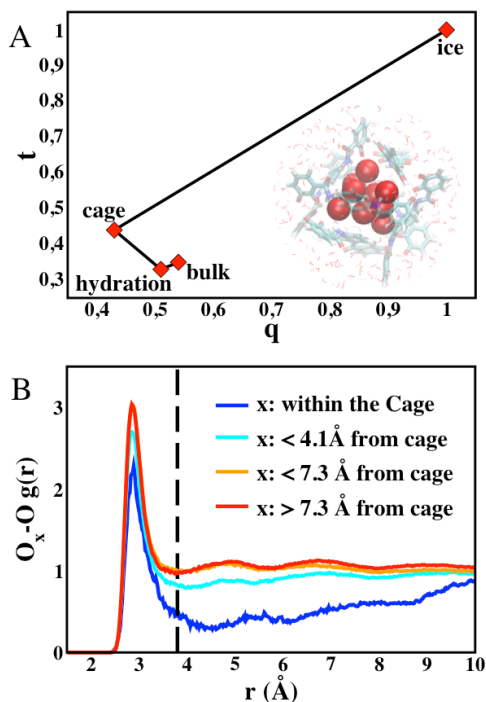 A
1
0,9
0,8
0,7
0,6
0,5
0,4
0,3
t
ice
cage
hydration
bulk
0,4 0,5 0,6 0,7 0,8 0,9 1
q
B
3
2
1
0
Oₓ-O g(r)
x: within the Cage
x: < 4.1Å from cage
x: < 7.3 Å from cage
x: > 7.3 Å from cage
2 3 4 5 6 7 8 9 10
r (Å)